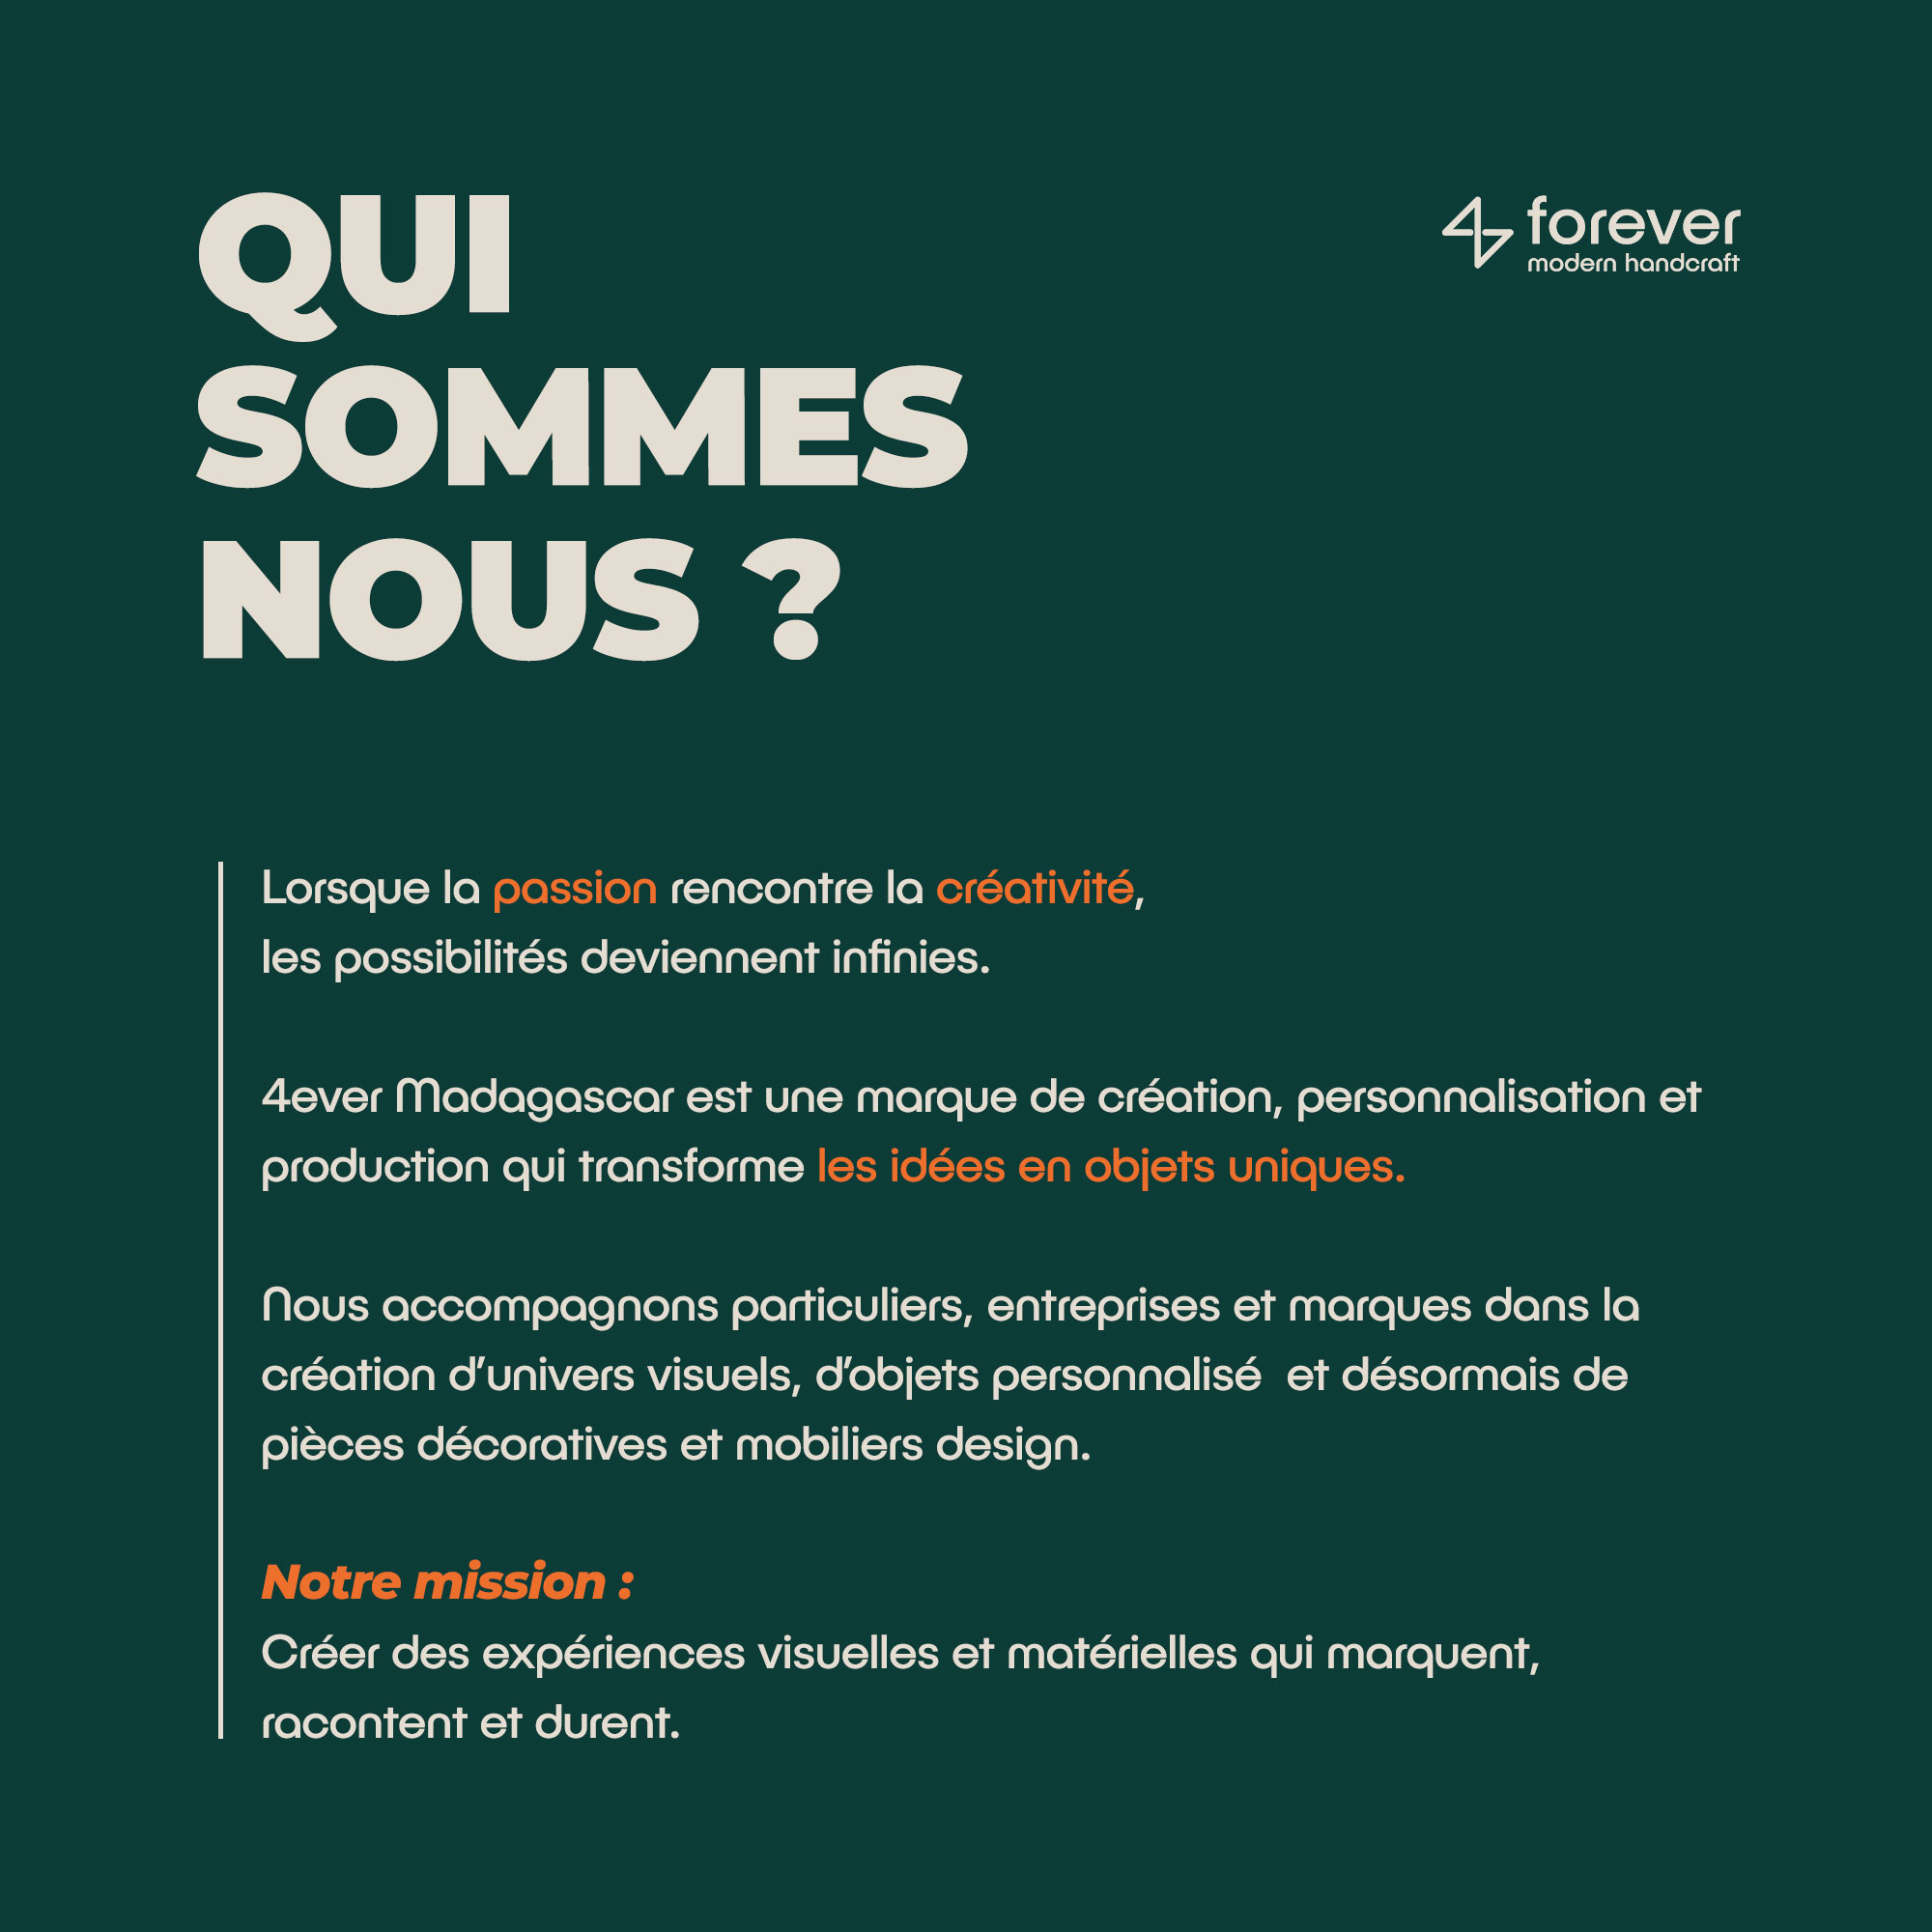 QUI
SOMMES
NOUS ?
forever
modern handcraft
Lorsque la passion rencontre la créativité,
les possibilités deviennent infinies.
4ever Madagascar est une marque de création, personnalisation et
production qui transforme les idées en objets uniques.
Nous accompagnons particuliers, entreprises et marques dans la
création d’univers visuels, d’objets personnalisé  et désormais de
pièces décoratives et mobiliers design.
Notre mission :
Créer des expériences visuelles et matérielles qui marquent,
racontent et durent.